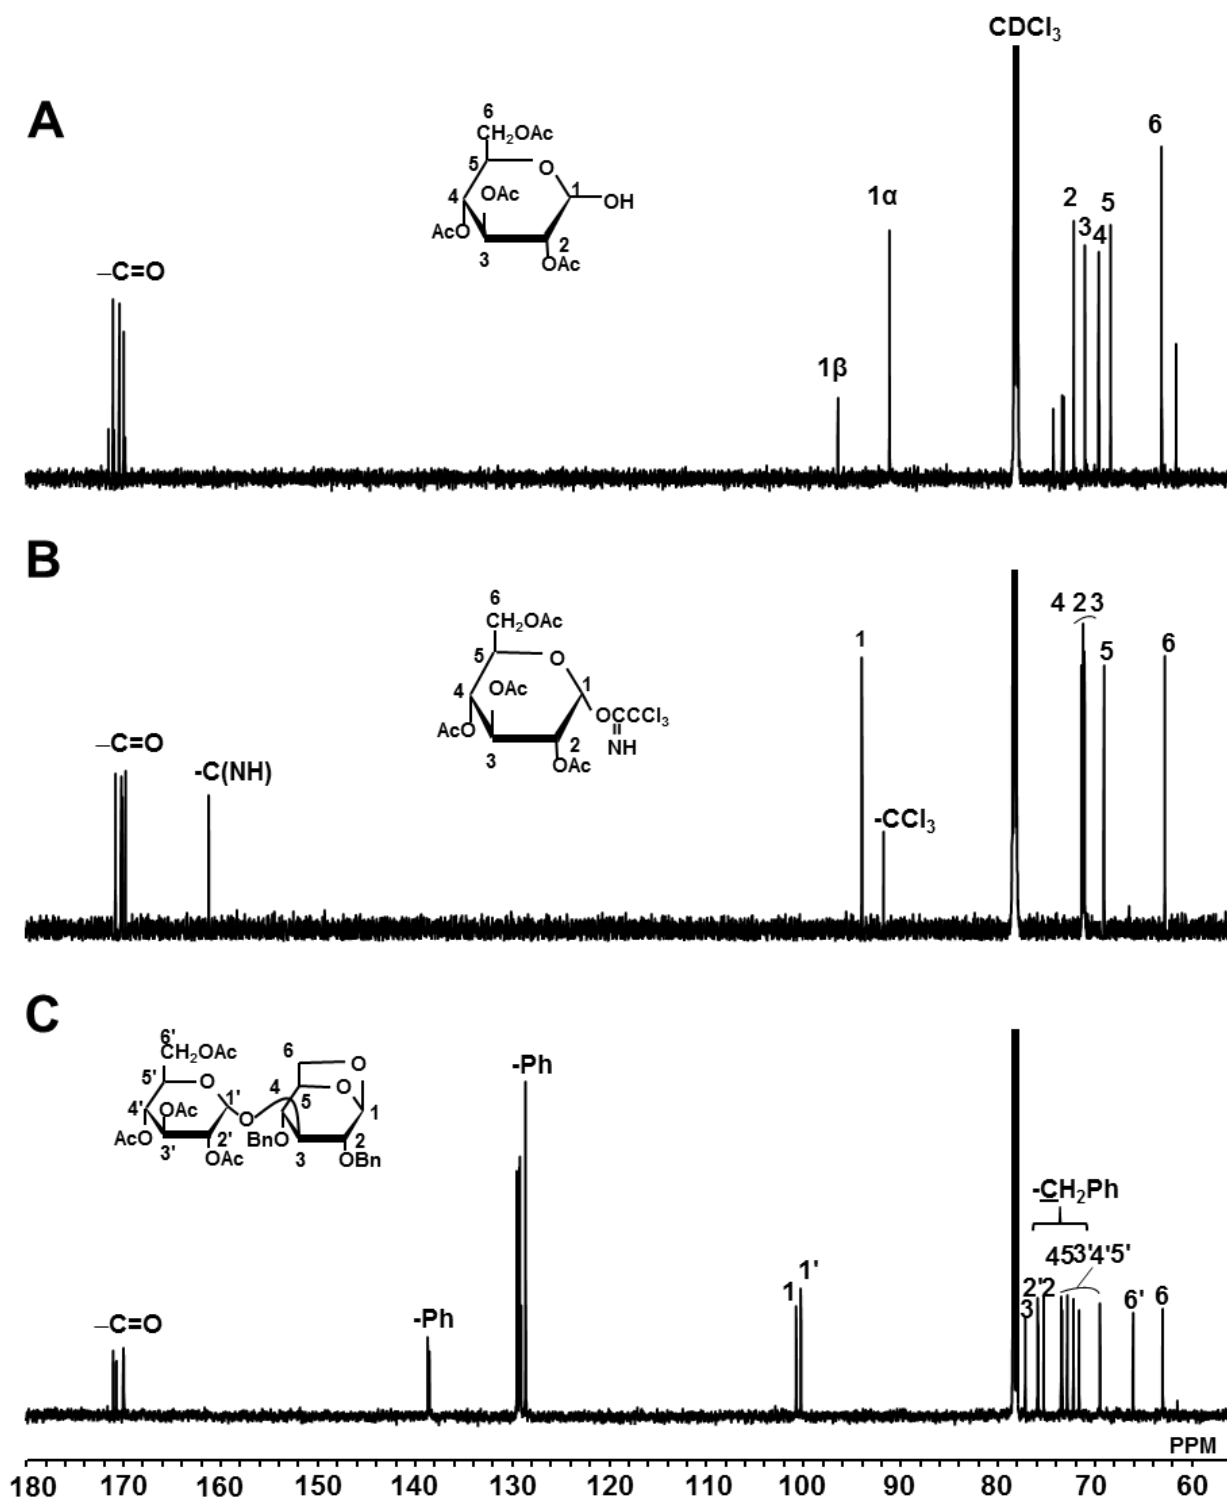 CDCl₃
A
6
CH₂OAc
5
O
OAc
4
1
OH
AcO
3
2
OAc
–C=O
1β
1α
2
3
4
5
6
B
6
CH₂OAc
5
O
OAc
4
1
OCCCl₃
NH
AcO
3
2
OAc
–C=O
-C(NH)
1
-CCl₃
4 2 3
5
6
C
6'
CH₂OAc
5'
O
4'
OAc
1'
AcO
3'
2'
OAc
O
6
O
4
O
5
1
BnO
3
2
OBn
–C=O
-Ph
-Ph
1
1'
-CH₂Ph
453'4'5'
2'
2
3
6'
6
PPM
180 170 160 150 140 130 120 110 100 90 80 70 60